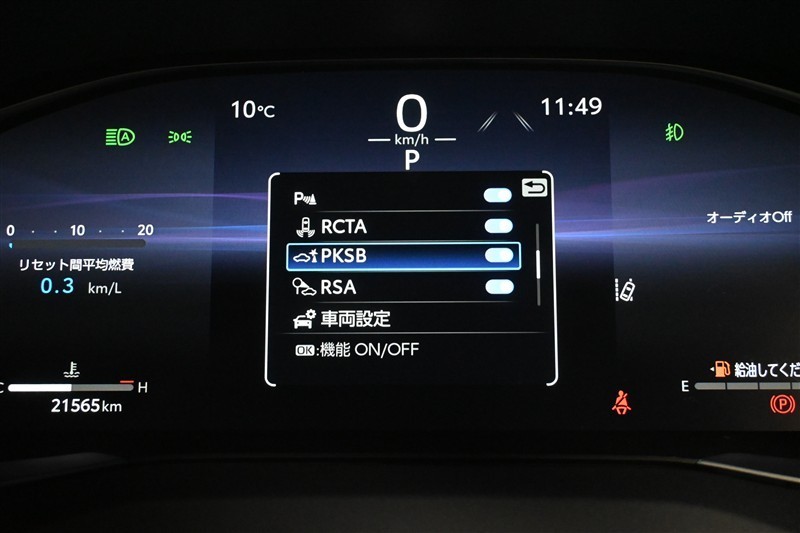 10℃
0
km/h
P
11:49
A
P
RCTA
PKSB
RSA
車両設定
OK:機能 ON/OFF
0 10 20
リセット間平均燃費
0.3 km/L
オーディオOff
C H
21565km
給油してくだ
E
P